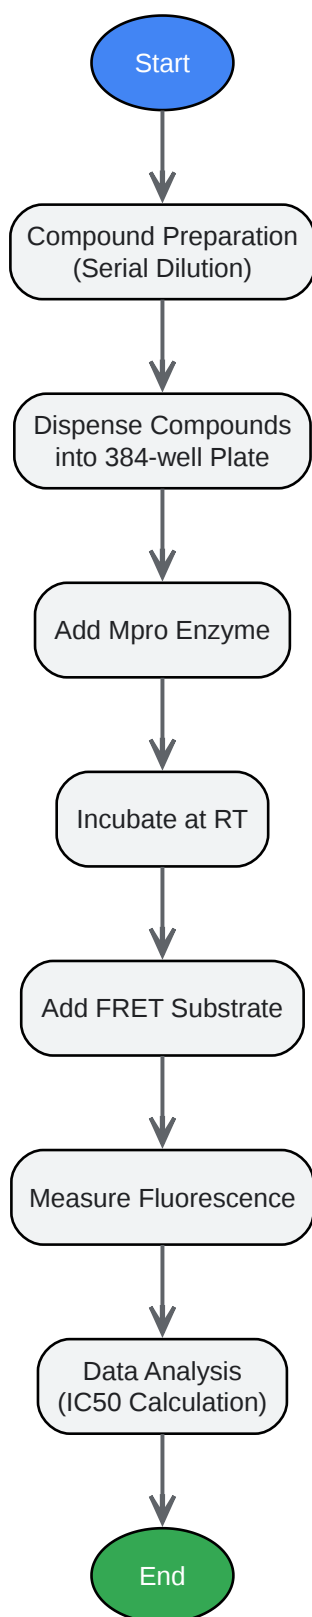 Start
Compound Preparation
(Serial Dilution)
Dispense Compounds
into 384-well Plate
Add Mpro Enzyme
Incubate at RT
Add FRET Substrate
Measure Fluorescence
Data Analysis
(IC50 Calculation)
End